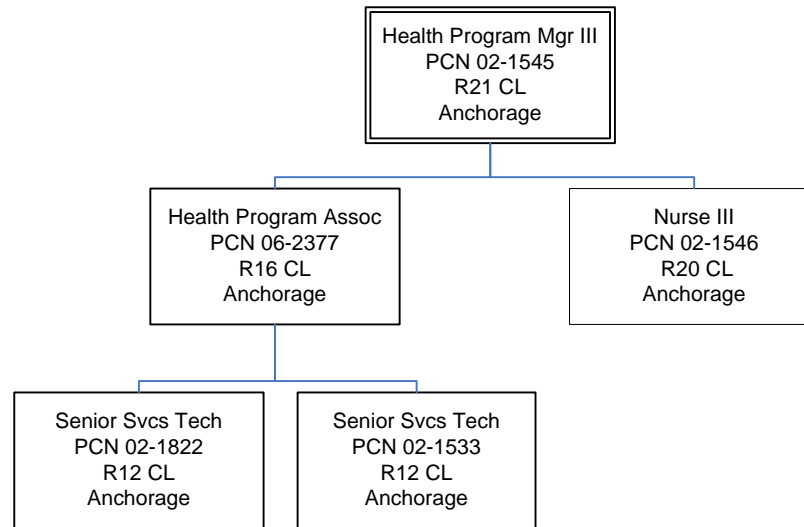 Health Program Mgr III
PCN 02-1545
R21 CL
Anchorage
Health Program Assoc
PCN 06-2377
R16 CL
Anchorage
Nurse III
PCN 02-1546
R20 CL
Anchorage
Senior Svcs Tech
PCN 02-1822
R12 CL
Anchorage
Senior Svcs Tech
PCN 02-1533
R12 CL
Anchorage